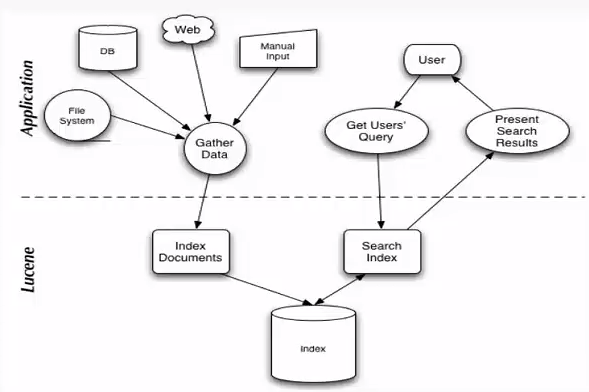 Application
DB
Web
Manual
Input
File
System
Gather
Data
User
Get Users'
Query
Present
Search
Results
Lucene
Index
Documents
Search
Index
Index